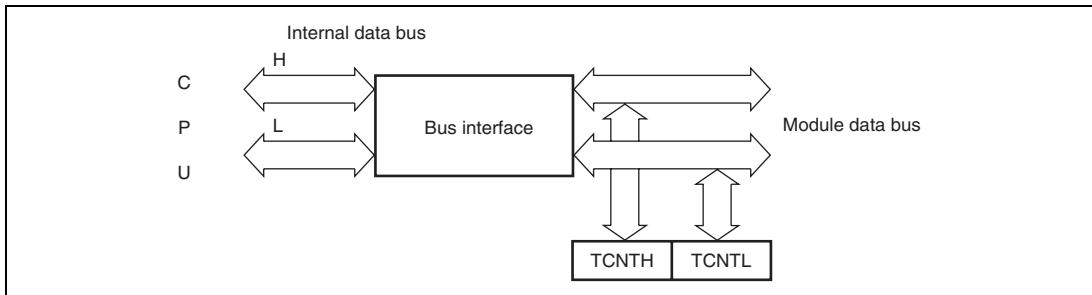 Internal data bus
H
C
P
L
U
Bus interface
Module data bus
TCNTH
TCNTL